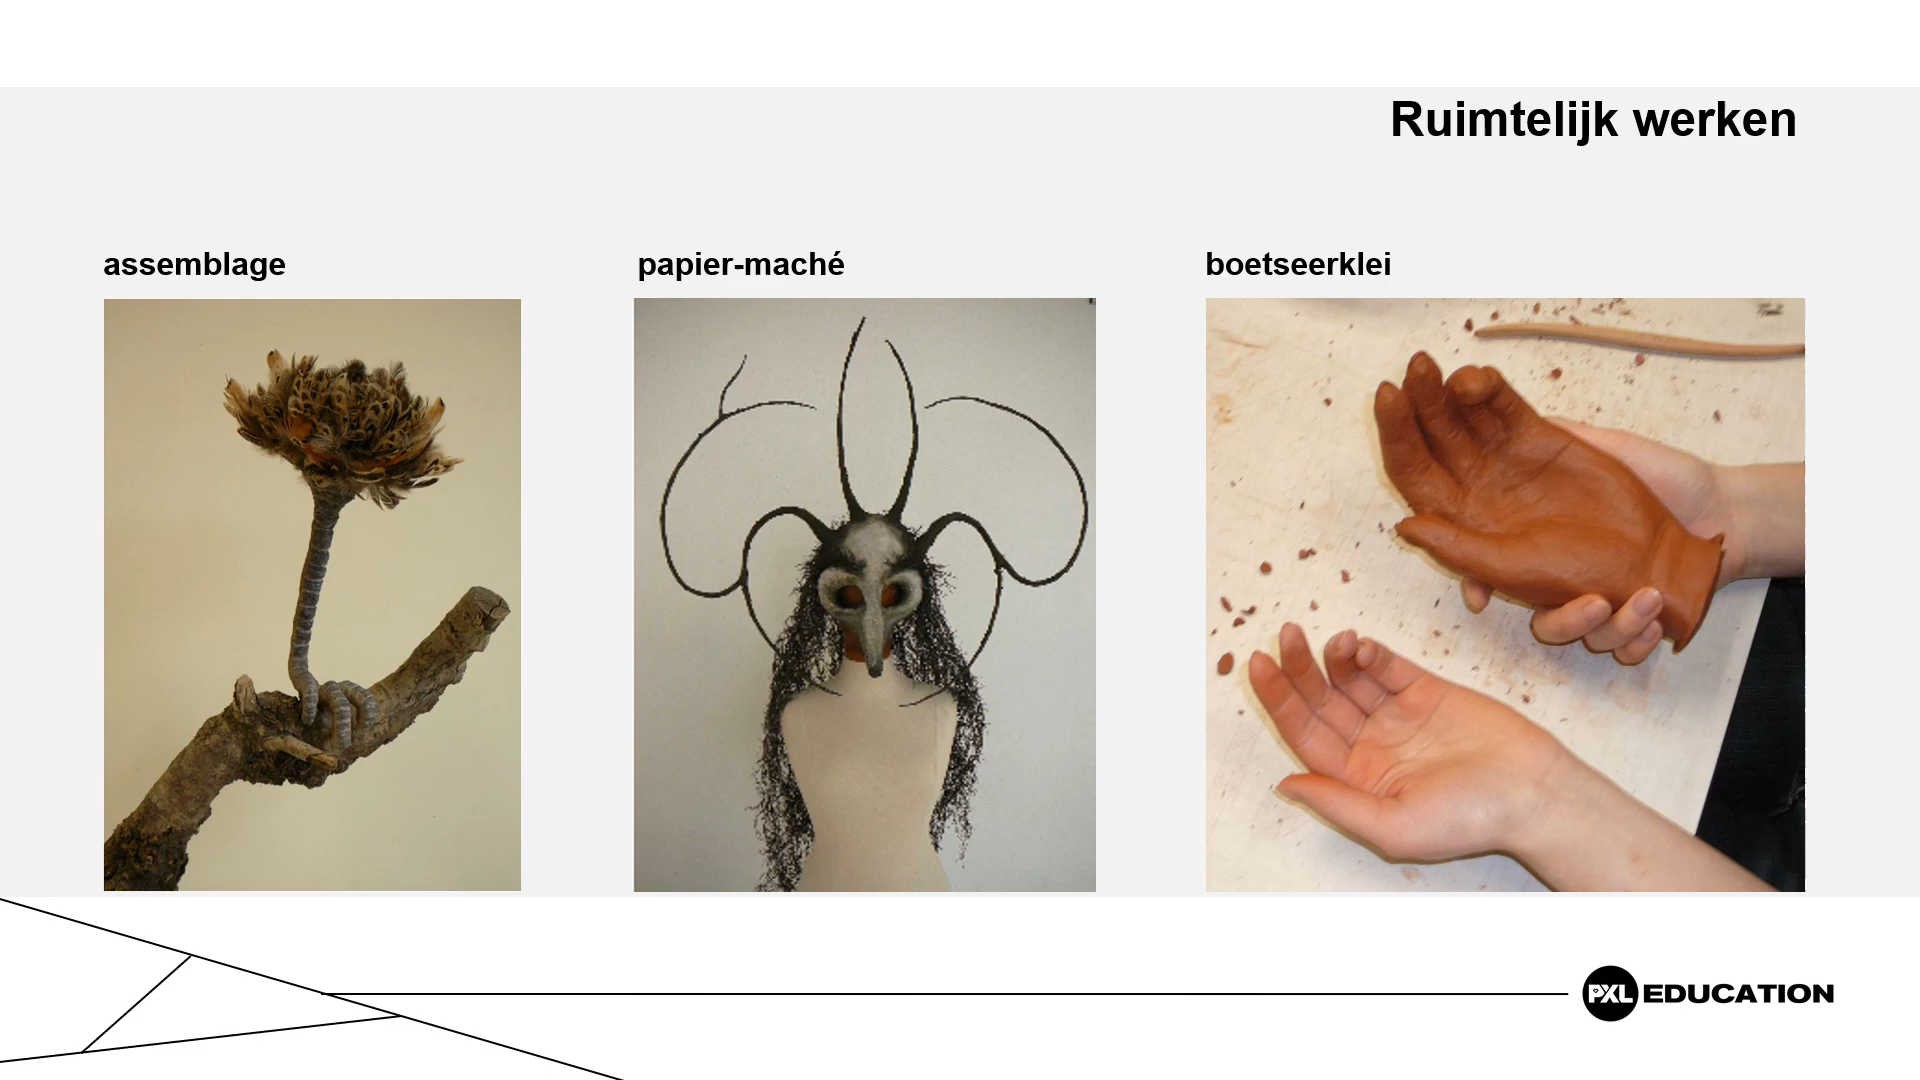 Ruimtelijk werken
assemblage
papier-maché
boetseerklei
PXL EDUCATION